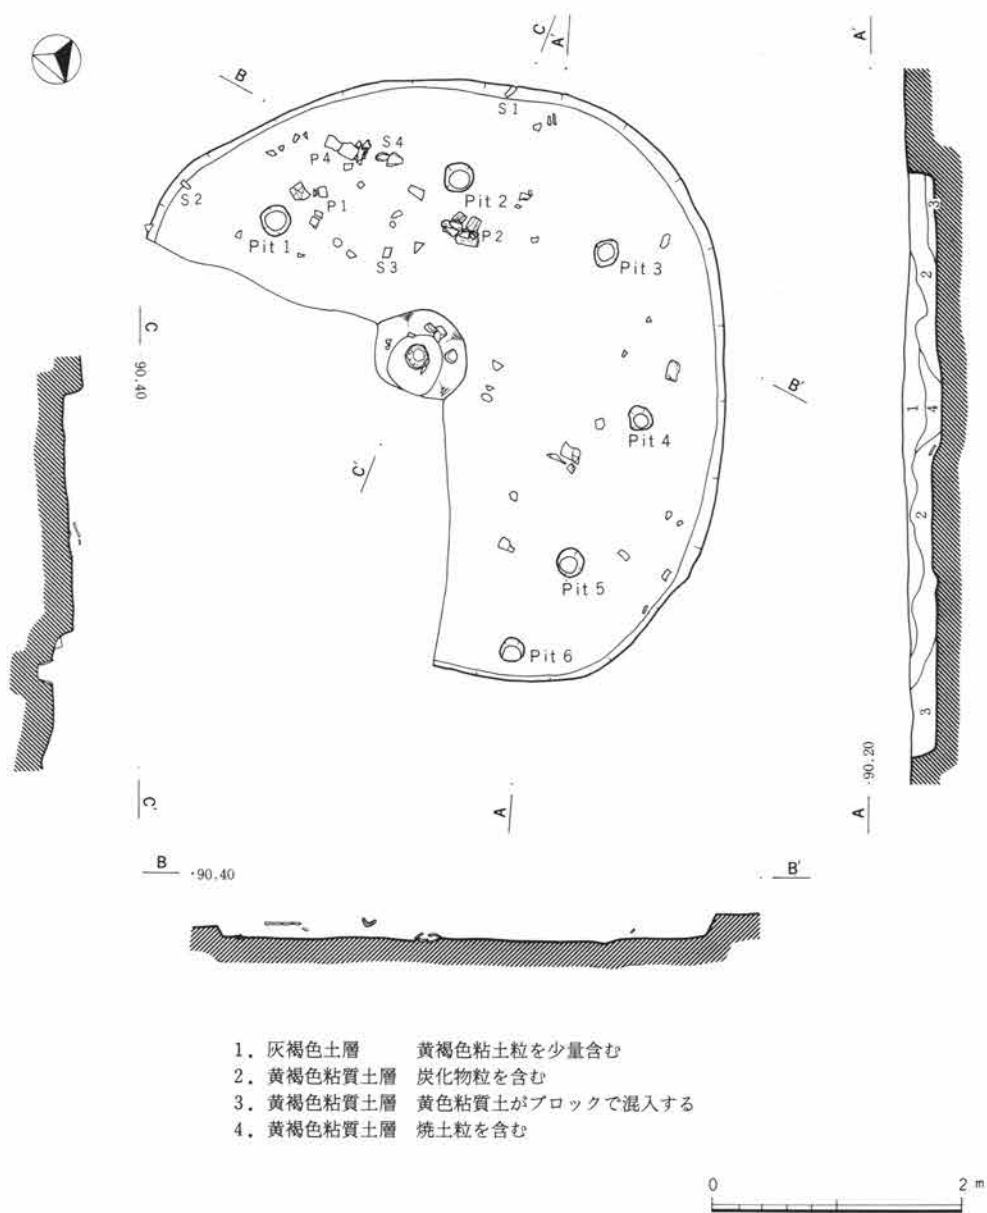 C
A'
A'
B
S1
S4
P4
S2
P1
Pit 2
P2
Pit 1
S3
Pit 3
3
2
C
90.40
B'
1
4
Pit 4
C'
2
Pit 5
Pit 6
3
90.20
C'
A
A
B
90.40
B'
1. 灰褐色土層 黄褐色粘土粒を少量含む
2. 黄褐色粘質土層 炭化物粒を含む
3. 黄褐色粘質土層 黄色粘質土がブロックで混入する
4. 黄褐色粘質土層 焼土粒を含む
0 2 m